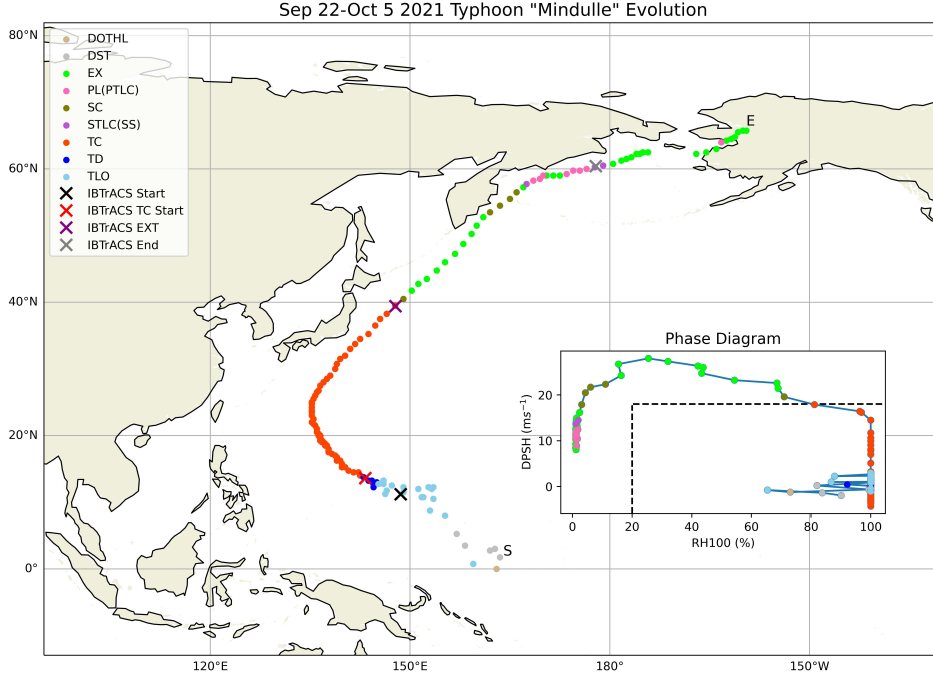 Sep 22-Oct 5 2021 Typhoon "Mindulle" Evolution
80°N
60°N
40°N
20°N
0°
DOTHL
DST
EX
PL(PTLC)
SC
STLC(SS)
TC
TD
TLO
IBTrACS Start
IBTrACS TC Start
IBTrACS EXT
IBTrACS End
E
S
Phase Diagram
DPSH (ms⁻¹)
20
10
0
0
20
40
60
80
100
RH100 (%)
120°E
150°E
180°
150°W